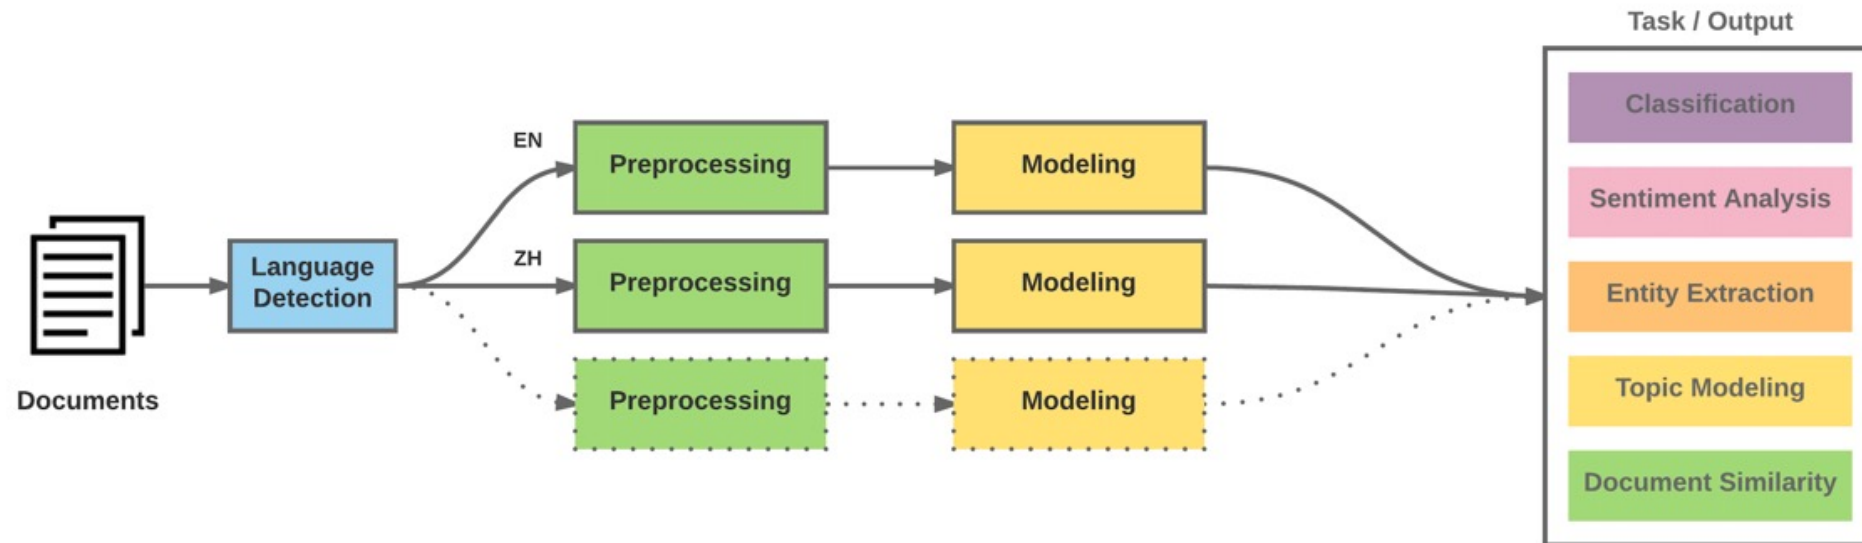 Task / Output
Classification
EN
Preprocessing
Modeling
Sentiment Analysis
ZH
Language
Detection
Preprocessing
Modeling
Entity Extraction
Documents
Preprocessing
Modeling
Topic Modeling
Document Similarity